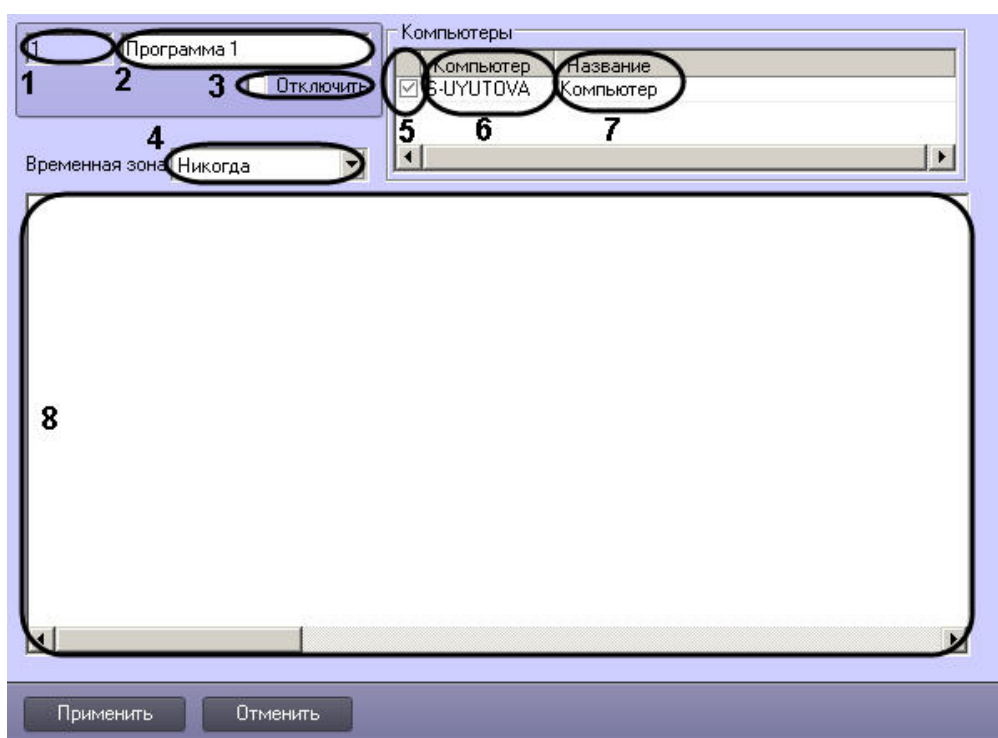 1 Программа 1
1 2 3 Отключить
Компьютеры
Компьютер Название
S-UYUTOVA Компьютер
5 6 7
4
Временная зона Никогда
8
Применить Отменить